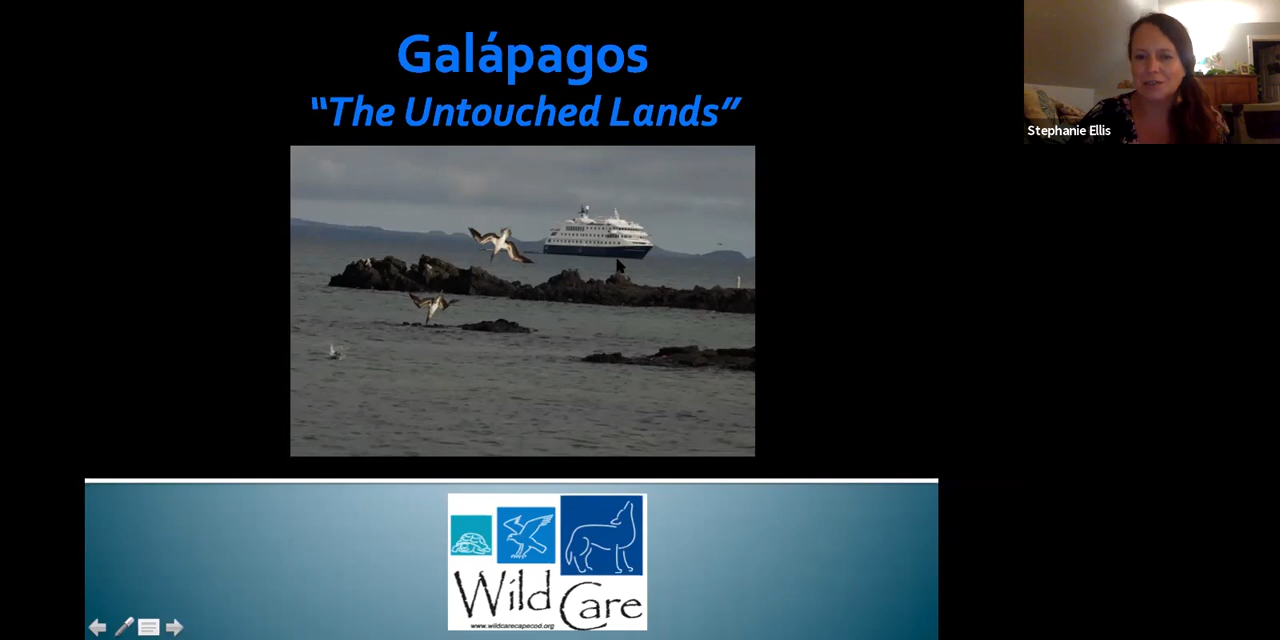 Galápagos
“The Untouched Lands”
Stephanie Ellis
Wild Care
www.wildcarecapecod.org